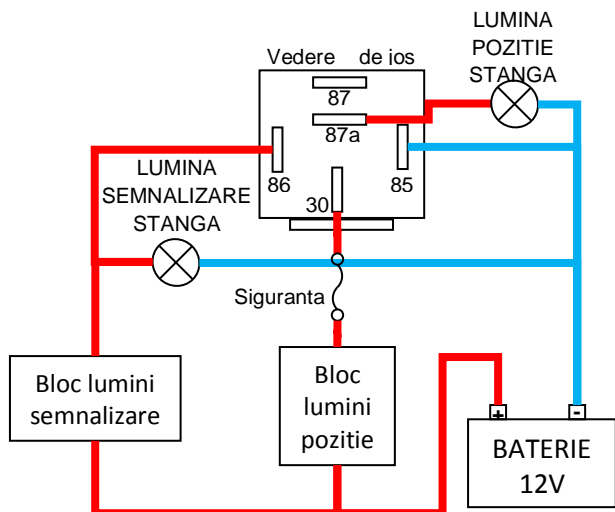 LUMINA
POZITIE
STANGA
Vedere de ios
87
87a
86
85
30
LUMINA
SEMNALIZARE
STANGA
Siguranta
Bloc lumini
semnalizare
Bloc
lumini
pozitie
+ -
BATERIE
12V